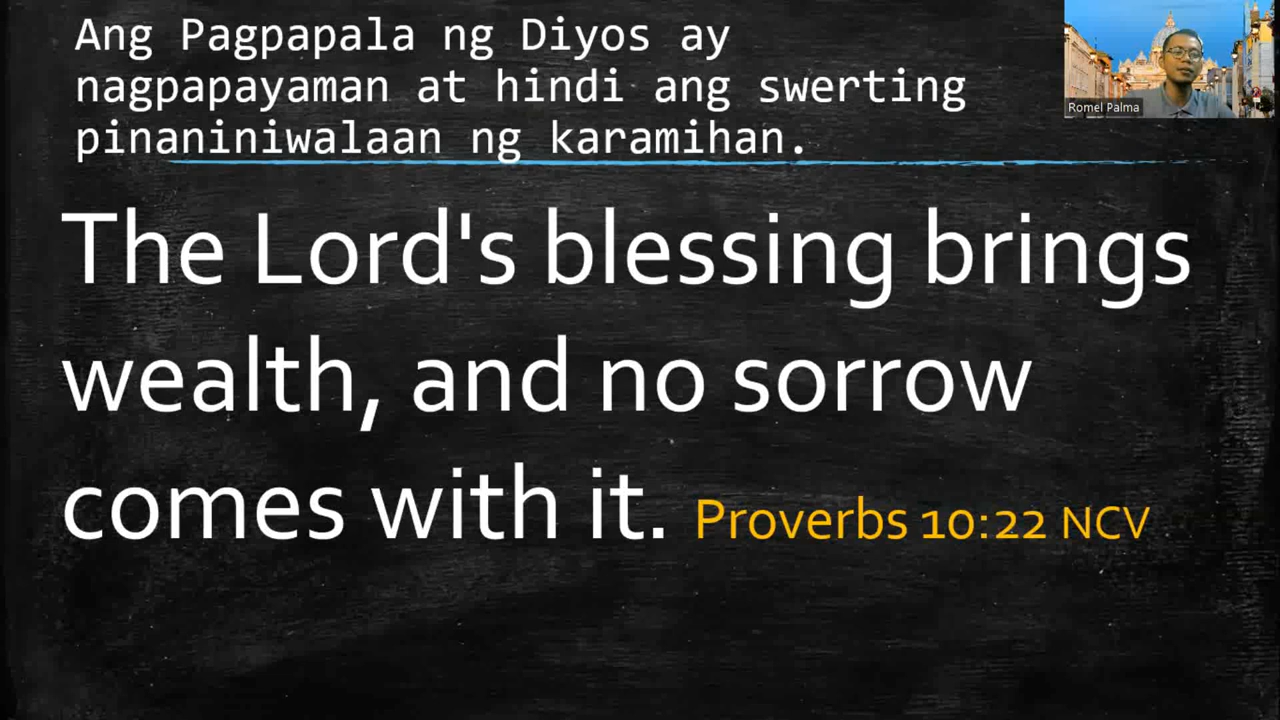 Ang Pagpapala ng Diyos ay
nagpapayaman at hindi ang swerting
pinaniniwalaan ng karamihan.
Romel Palma
The Lord's blessing brings
wealth, and no sorrow
comes with it. Proverbs 10:22 NCV